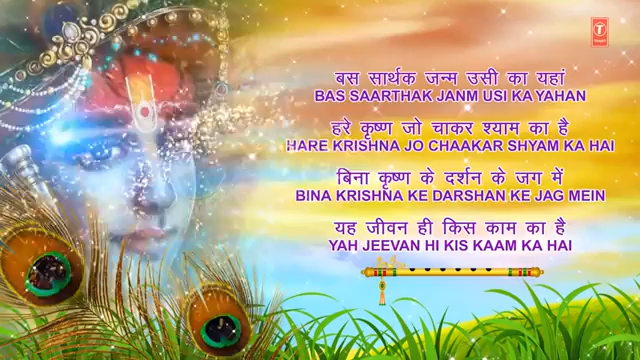 बस सार्थक जन्म उसी का यहां
BAS SAARTHAK JANM USI KA YAHAN
हरे कृष्ण जो चाकर श्याम का है
HARE KRISHNA JO CHAAKAR SHYAM KA HAI
बिना कृष्ण के दर्शन के जग में
BINA KRISHNA KE DARSHAN KE JAG MEIN
यह जीवन ही किस काम का है
YAH JEEVAN HI KIS KAAM KA HAI